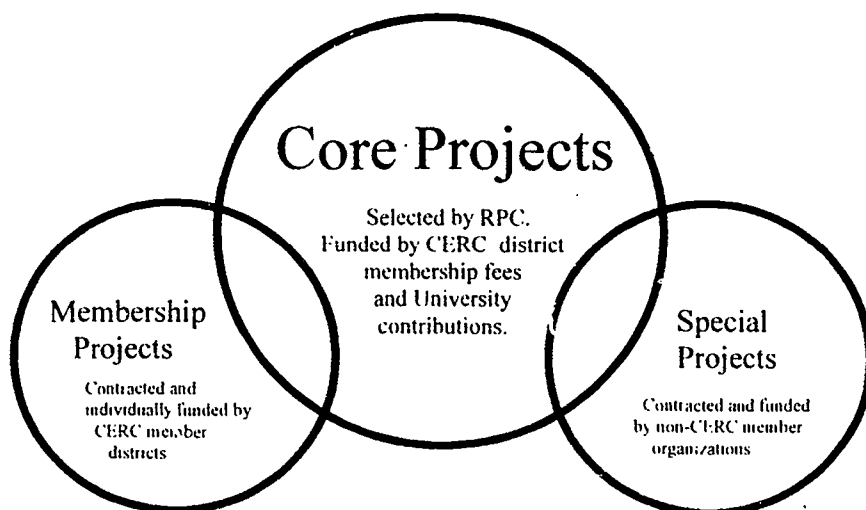 Core Projects
Selected by RPC.
Funded by CERC district
membership fees
and University
contributions.
Membership
Projects
Contracted and
individually funded by
CERC member
districts
Special
Projects
Contracted and funded
by non-CERC member
organizations